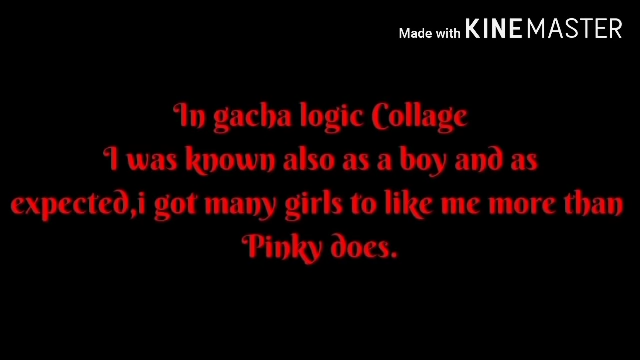 Made with KINEMASTER
In gacha logic Collage
I was known also as a boy and as
expected,i got many girls to like me more than
Pinky does.